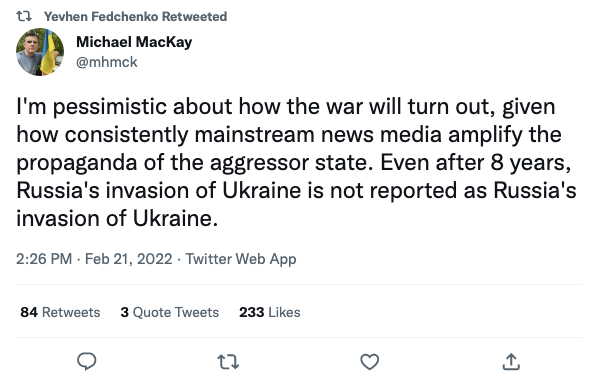 Yevhen Fedchenko Retweeted
Michael MacKay
@mhmck
I'm pessimistic about how the war will turn out, given
how consistently mainstream news media amplify the
propaganda of the aggressor state. Even after 8 years,
Russia's invasion of Ukraine is not reported as Russia's
invasion of Ukraine.
2:26 PM · Feb 21, 2022 · Twitter Web App
84 Retweets 3 Quote Tweets 233 Likes